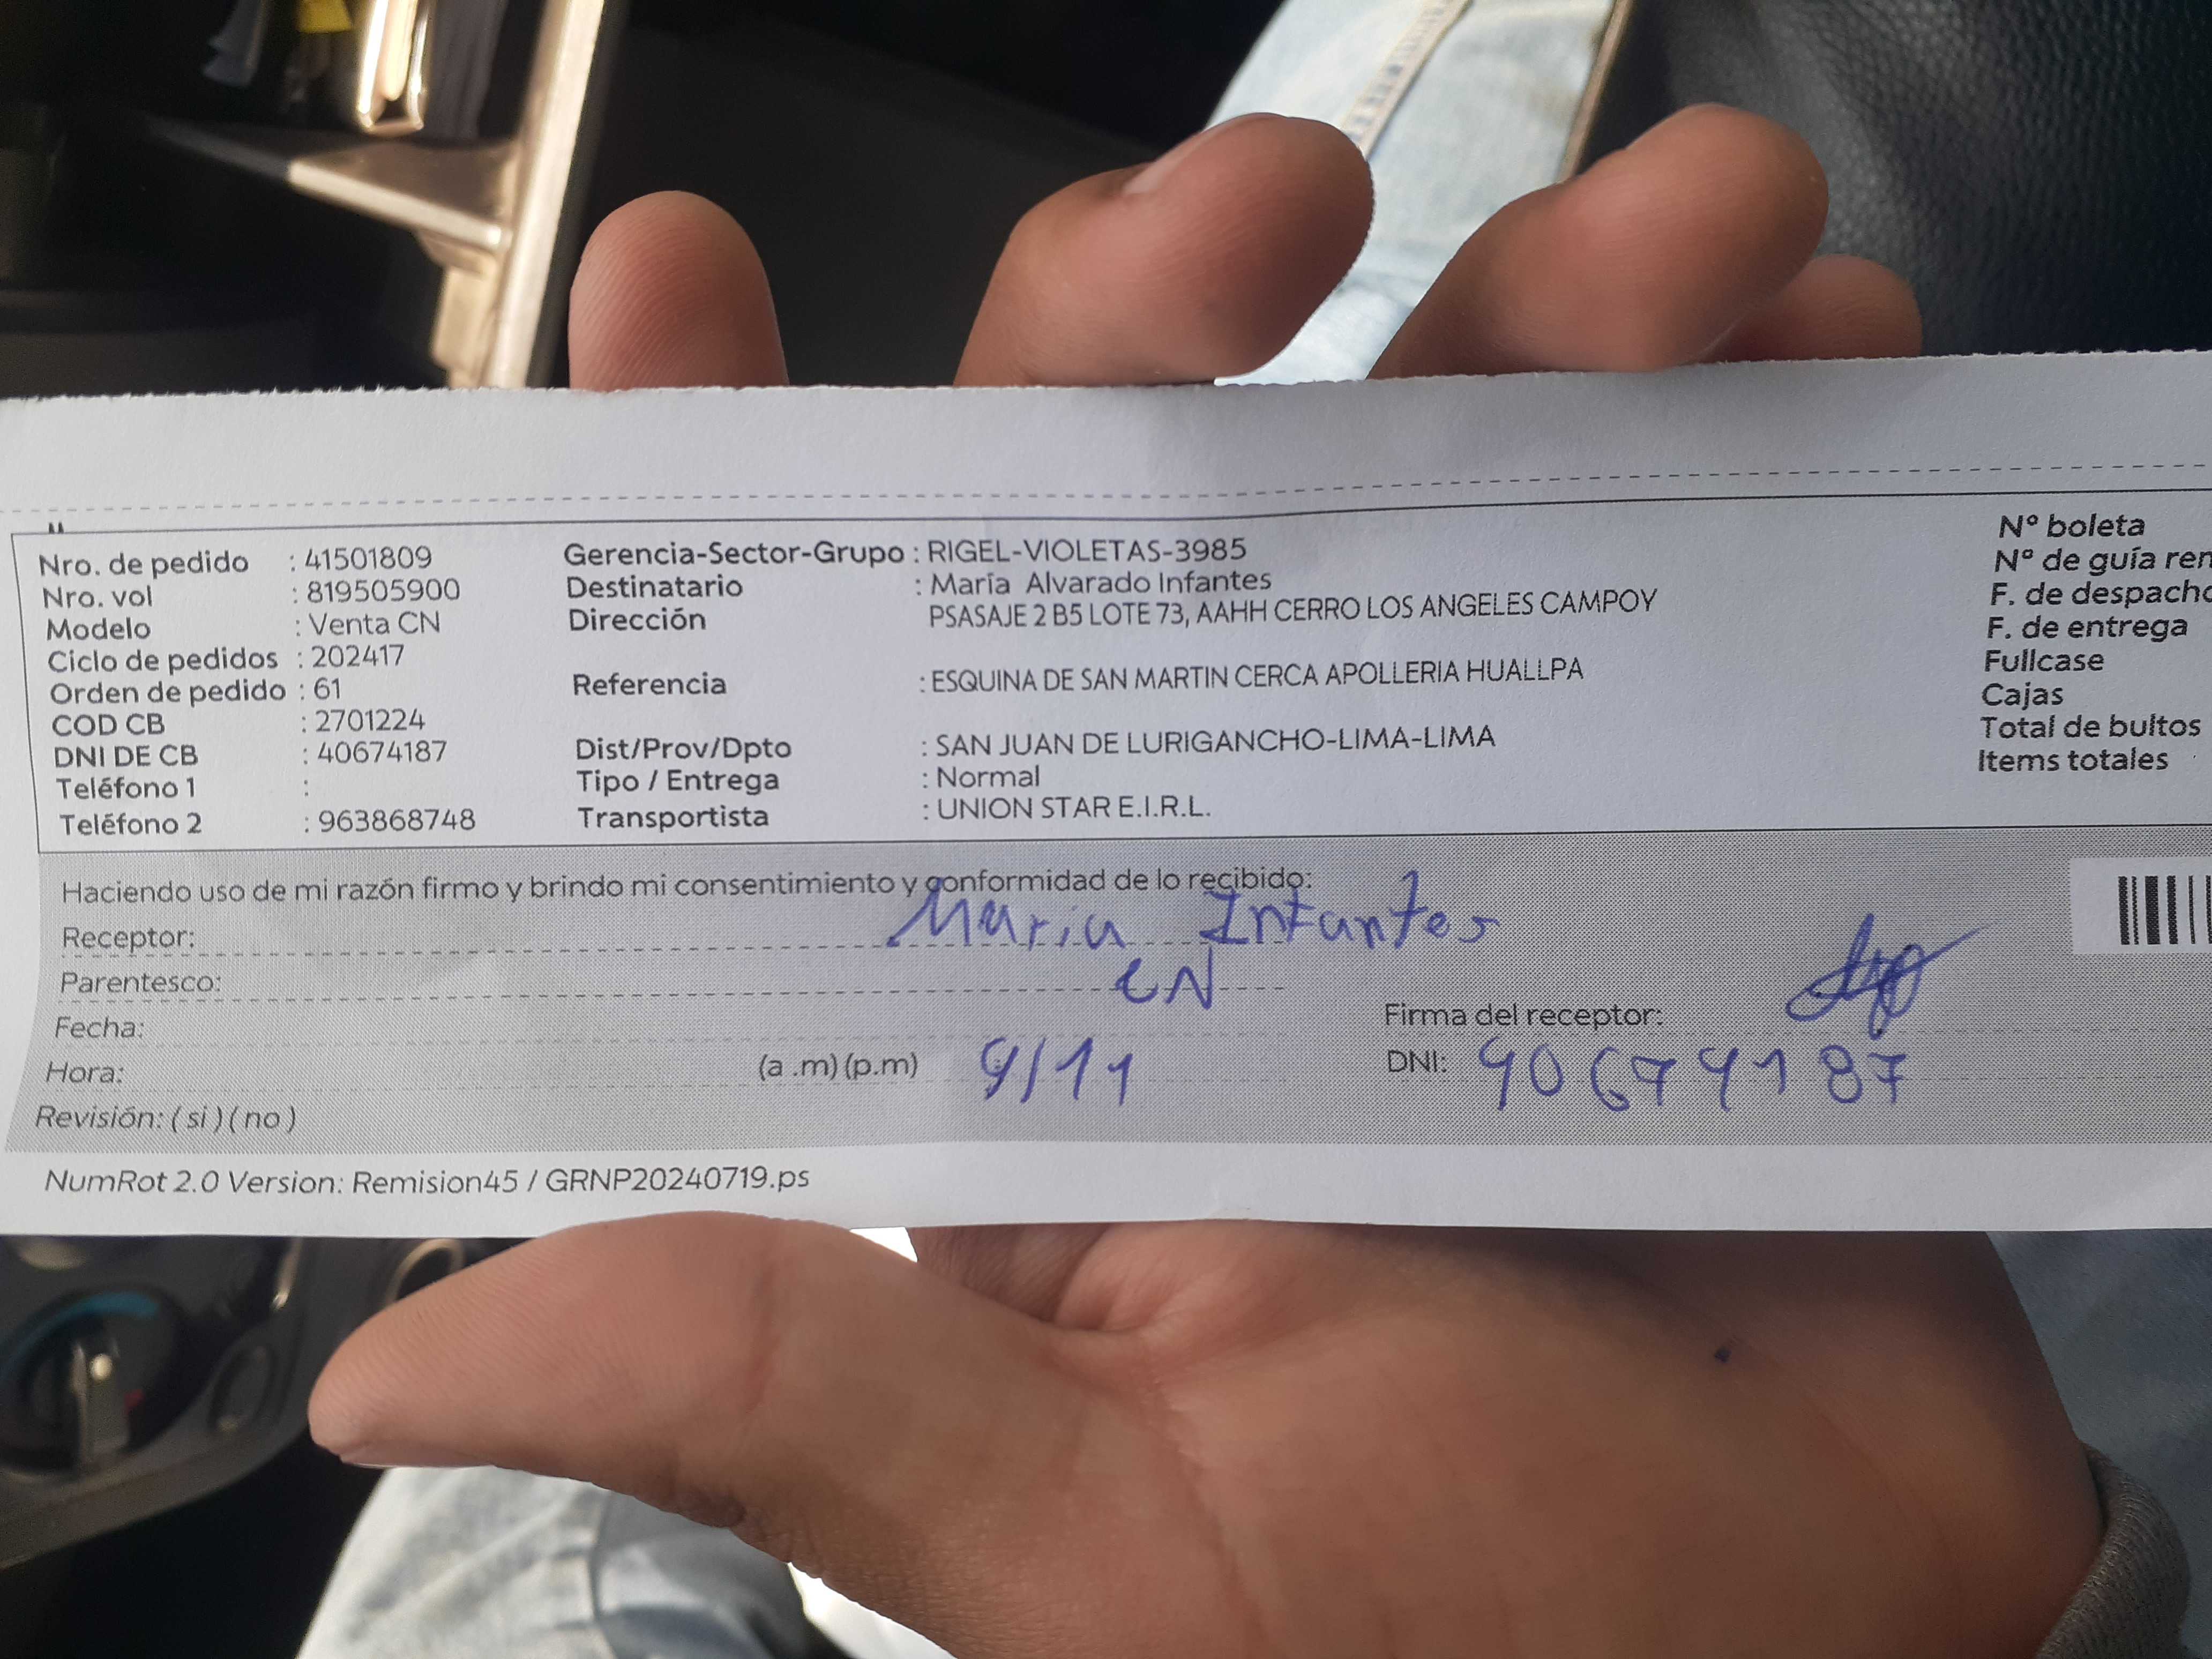 Nro. de pedido : 41501809 Gerencia-Sector-Grupo : RIGEL-VIOLETAS-3985 Nº boleta
Nro. vol : 819505900 Destinatario : María Alvarado Infantes Nº de guía
Modelo : Venta CN Dirección PSASAJE 2 B5 LOTE 73, AAHH CERRO LOS ANGELES CAMPOY F. de despacho
Ciclo de pedidos : 202417 F. de entrega
Orden de pedido : 61 Referencia : ESQUINA DE SAN MARTIN CERCA APOLLERIA HUALLPA Fullcase
COD CB : 2701224 Cajas
DNI DE CB : 40674187 Dist/Prov/Dpto : SAN JUAN DE LURIGANCHO-LIMA-LIMA Total de bultos
Teléfono 1 : Tipo / Entrega : Normal Items totales
Teléfono 2 : 963868748 Transportista : UNION STAR E.I.R.L.
Haciendo uso de mi razón firmo y brindo mi consentimiento y conformidad de lo recibido:
Receptor: Maria Infantes
Parentesco: CN
Fecha: Firma del receptor:
Hora: (a .m) (p.m) 9/11 DNI: 40674187
Revisión: ( si ) ( no )
NumRot 2.0 Version: Remision45 / GRNP20240719.ps